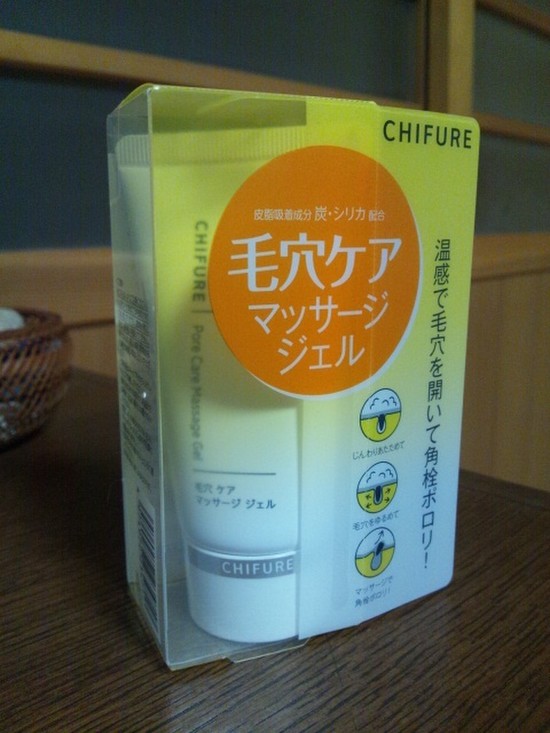 CHIFURE
皮脂吸着成分 炭・シリカ 配合
毛穴ケア
マッサージ
ジェル
温感で毛穴を開いて角栓ポロリ!
じんわりあたためて
毛穴をゆるめて
マッサージで
角栓ポロリ!
CHIFURE
Pore Care Massage Gel
毛穴 ケア
マッサージ ジェル
CHIFURE